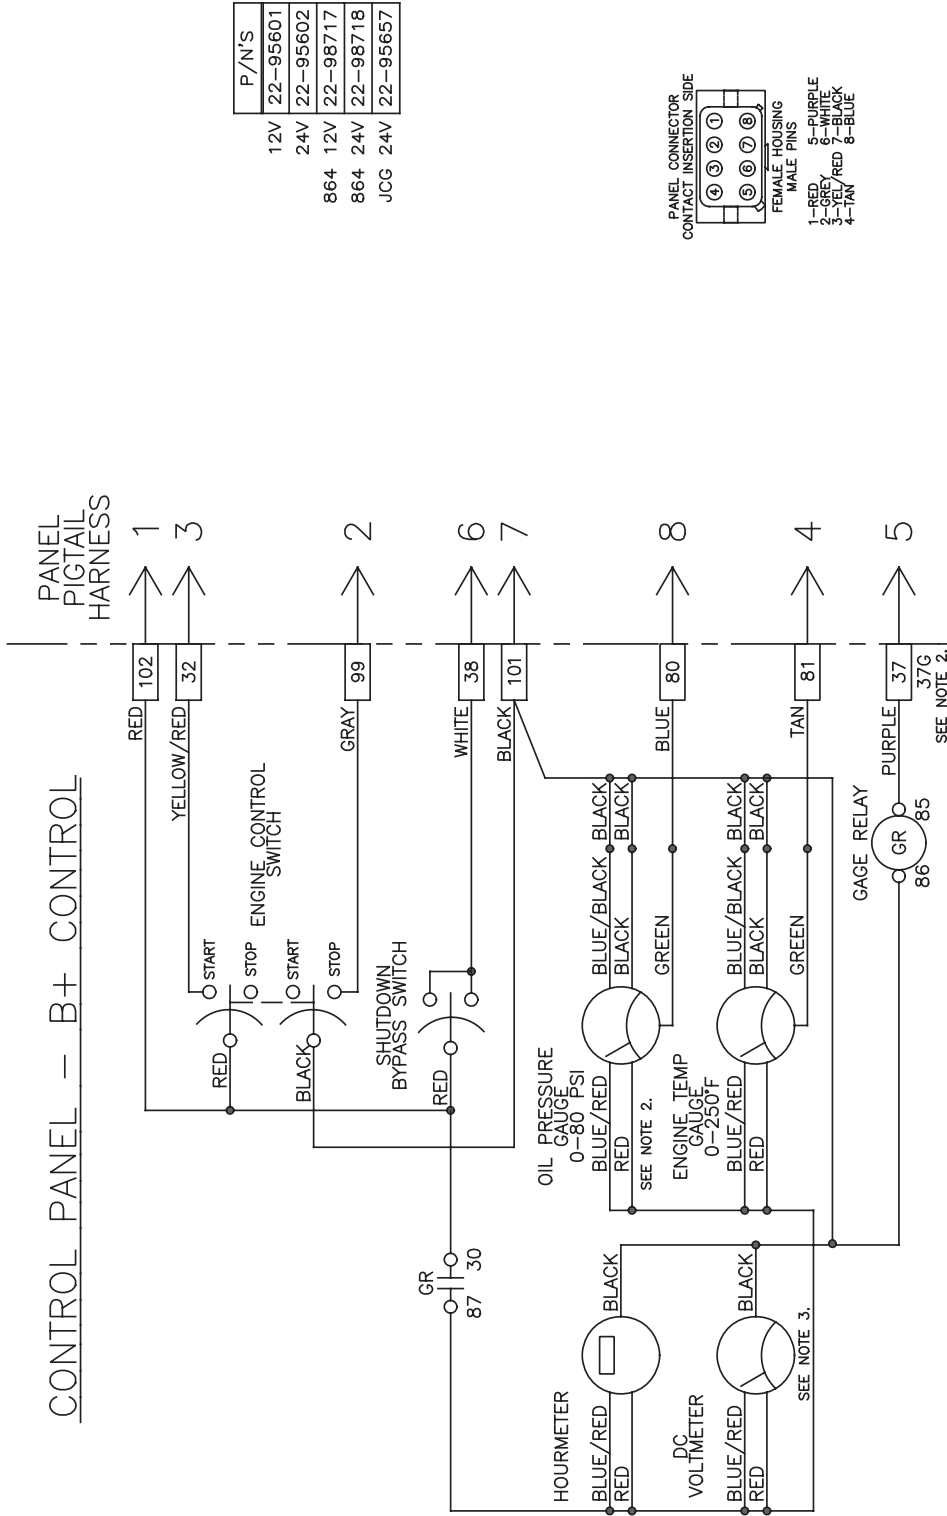 CONTROL PANEL - B+ CONTROL
PANEL
PIGTAIL
HARNESS
RED
102
1
YELLOW/RED
32
3
ENGINE CONTROL
SWITCH
START
STOP
START
STOP
RED
BLACK
GRAY
99
2
SHUTDOWN
BYPASS SWITCH
RED
WHITE
38
6
BLACK
101
7
GR
87
30
OIL PRESSURE
GAUGE
0-80 PSI
BLUE/RED
RED
SEE NOTE 2.
BLUE/BLACK
BLACK
BLACK
BLACK
GREEN
BLUE
80
8
ENGINE TEMP
GAUGE
0-250°F
BLUE/RED
RED
BLUE/BLACK
BLACK
BLACK
BLACK
GREEN
TAN
81
4
HOURMETER
BLUE/RED
RED
BLACK
DC
VOLTMETER
BLUE/RED
RED
BLACK
SEE NOTE 3.
GAGE RELAY
86
GR
85
PURPLE
37
5
37G
SEE NOTE 2.
P/N'S
12V 22-95601
24V 22-95602
864 12V 22-98717
864 24V 22-98718
JCG 24V 22-95657
PANEL CONNECTOR
CONTACT INSERTION SIDE
4 3 2 1
5 6 7 8
FEMALE HOUSING
MALE PINS
1-RED 5-PURPLE
2-GREY 6-WHITE
3-YEL/RED 7-BLACK
4-TAN 8-BLUE